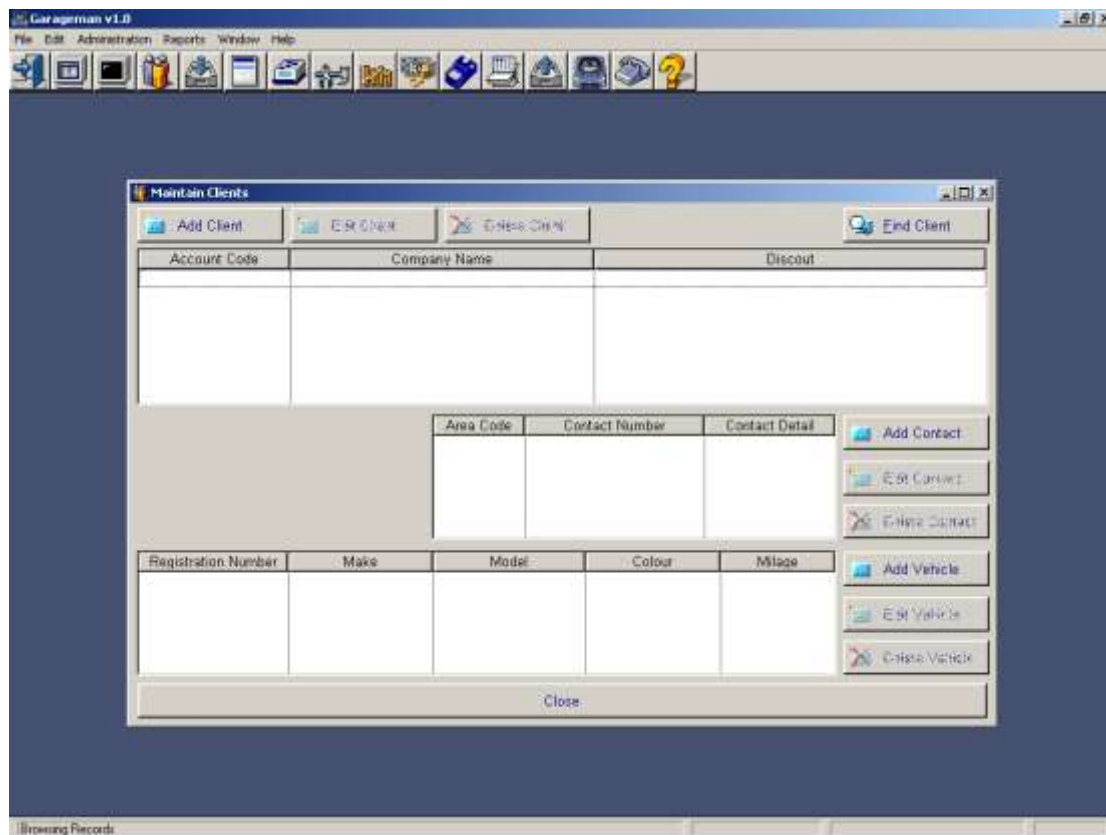 Garageman v1.0
File Edit Administration Reports Window Help
Maintain Clients
Add Client Edit Client Delete Client Find Client
Account Code Company Name Discout
Area Code Contact Number Contact Detail
Add Contact
Edit Contact
Delete Contact
Registration Number Make Model Colour Milage
Add Vehicle
Edit Vehicle
Delete Vehicle
Close
Browsing Records